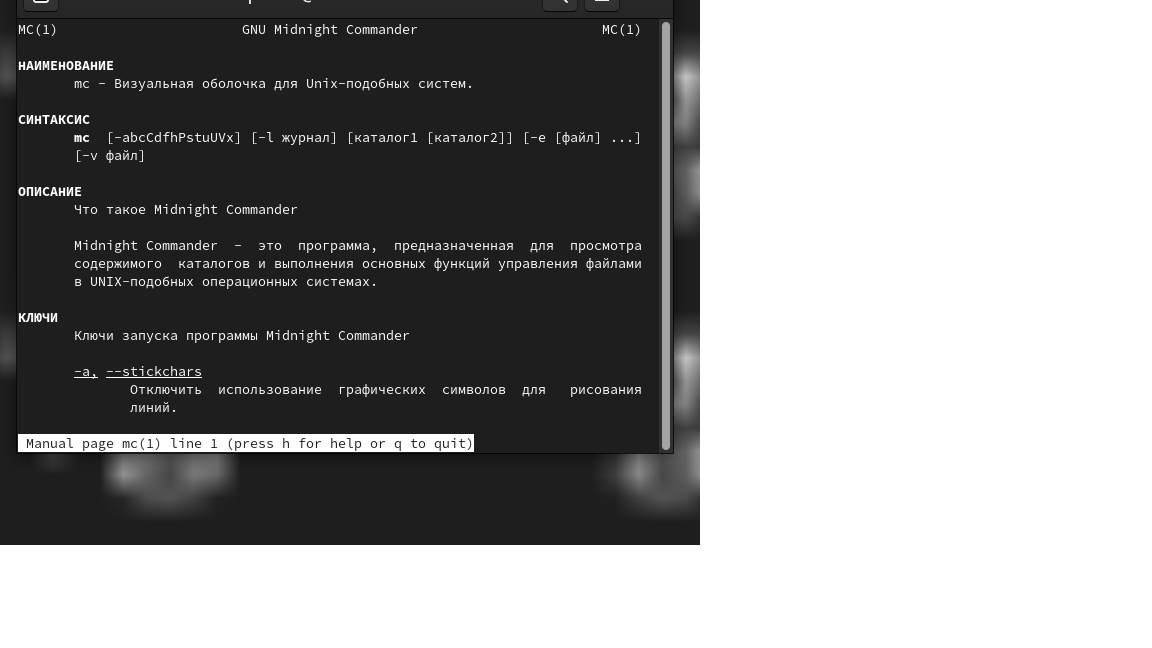 MC(1) GNU Midnight Commander MC(1)
НАИМЕНОВАНИЕ
mc - Визуальная оболочка для Unix-подобных систем.
СИНТАКСИС
mc [-abcCdfhPstuUVx] [-l журнал] [каталог1 [каталог2]] [-e [файл] ...]
[-v файл]
ОПИСАНИЕ
Что такое Midnight Commander
Midnight Commander - это программа, предназначенная для просмотра
содержимого каталогов и выполнения основных функций управления файлами
в UNIX-подобных операционных системах.
КЛЮЧИ
Ключи запуска программы Midnight Commander
-a, --stickchars
Отключить использование графических символов для рисования
линий.
Manual page mc(1) line 1 (press h for help or q to quit)